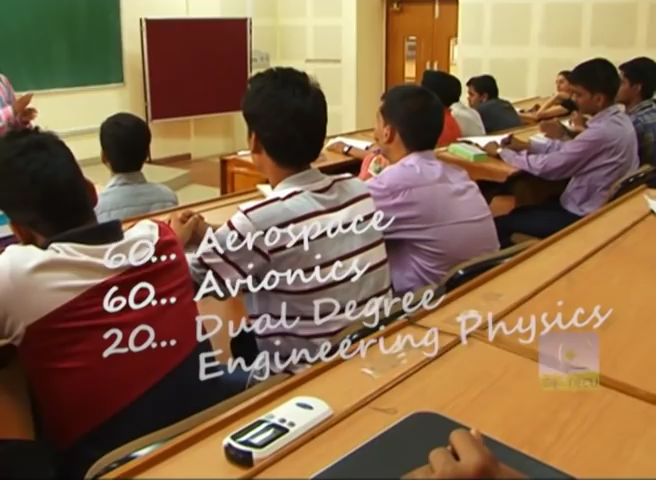 60... Aerospace
60... Avionics
20... Dual Degree
Engineering Physics